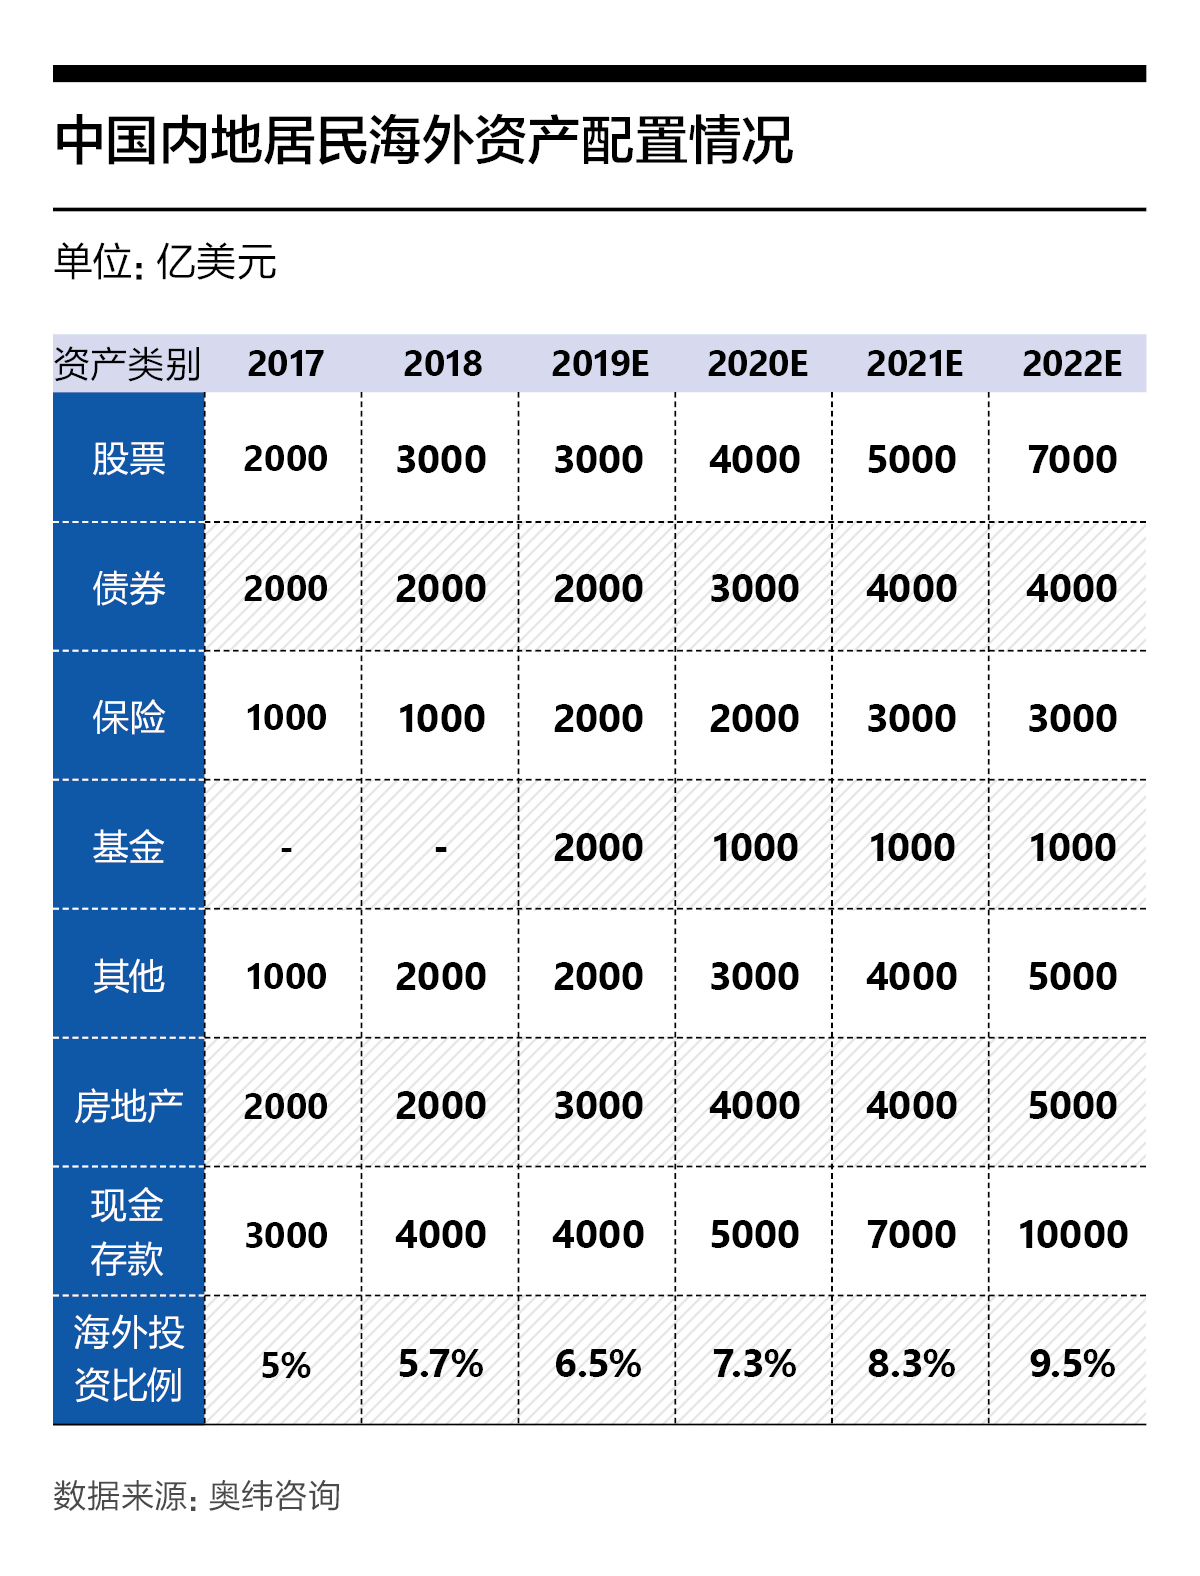 中国内地居民海外资产配置情况
单位: 亿美元
资产类别 2017 2018 2019E 2020E 2021E 2022E
股票 2000 3000 3000 4000 5000 7000
债券 2000 2000 2000 3000 4000 4000
保险 1000 1000 2000 2000 3000 3000
基金 - - 2000 1000 1000 1000
其他 1000 2000 2000 3000 4000 5000
房地产 2000 2000 3000 4000 4000 5000
现金
存款 3000 4000 4000 5000 7000 10000
海外投
资比例 5% 5.7% 6.5% 7.3% 8.3% 9.5%
数据来源: 奥纬咨询